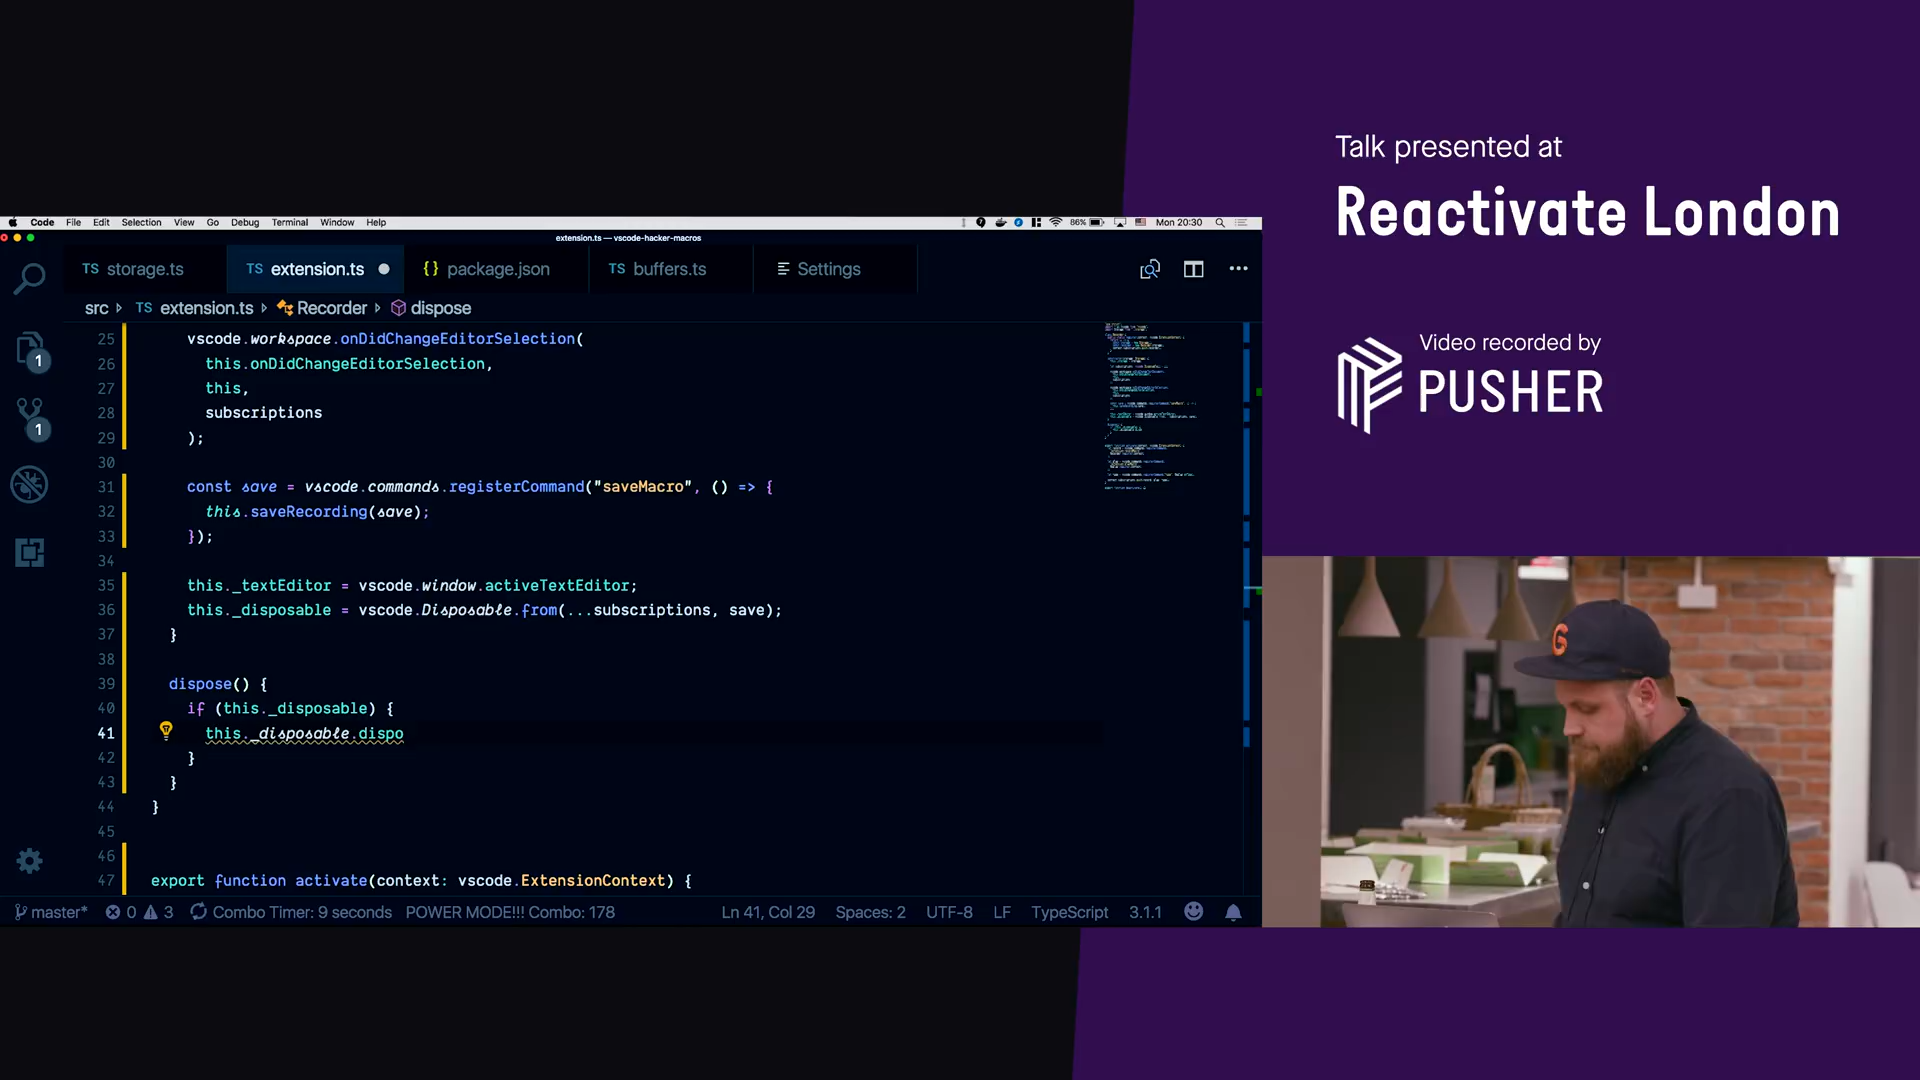 Talk presented at
Reactivate London
Video recorded by
PUSHER
Code File Edit Selection View Go Debug Terminal Window Help 86% Mon 20:30
extension.ts — vscode-hacker-macros
TS storage.ts TS extension.ts {} package.json TS buffers.ts Settings
src TS extension.ts Recorder dispose
25 vscode.workspace.onDidChangeEditorSelection(
26 this.onDidChangeEditorSelection,
27 this,
28 subscriptions
29 );
30
31 const save = vscode.commands.registerCommand("saveMacro", () => {
32 this.saveRecording(save);
33 });
34
35 this._textEditor = vscode.window.activeTextEditor;
36 this._disposable = vscode.Disposable.from(...subscriptions, save);
37 }
38
39 dispose() {
40 if (this._disposable) {
41 this._disposable.dispo
42 }
43 }
44 }
45
46
47 export function activate(context: vscode.ExtensionContext) {
1
1
master* 0 3 Combo Timer: 9 seconds POWER MODE!!! Combo: 178 Ln 41, Col 29 Spaces: 2 UTF-8 LF TypeScript 3.1.1
G